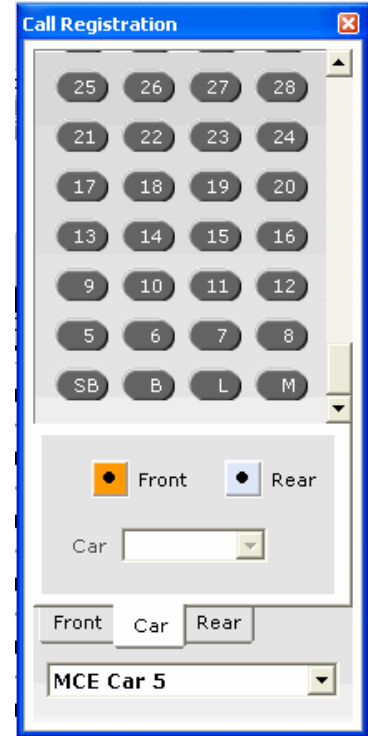 Call Registration
25 26 27 28
21 22 23 24
17 18 19 20
13 14 15 16
9 10 11 12
5 6 7 8
SB B L M
Front Rear
Car
Front Car Rear
MCE Car 5